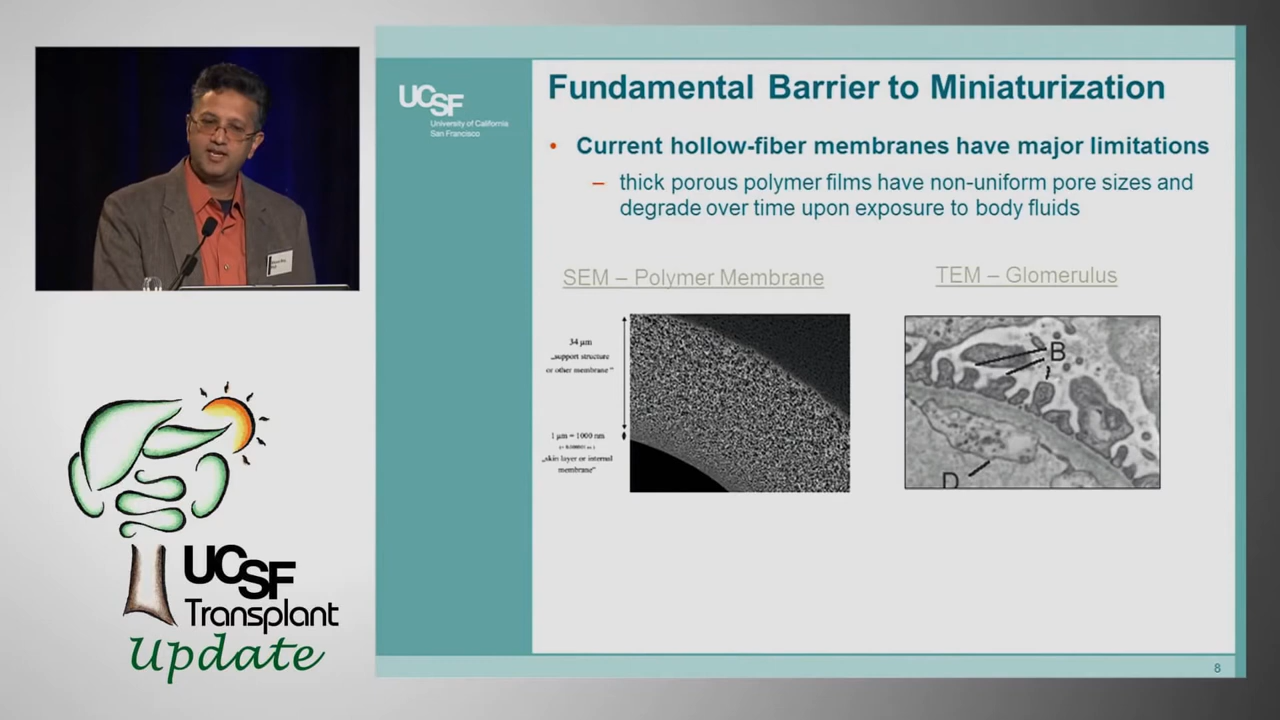 UCSF
University of California
San Francisco
Fundamental Barrier to Miniaturization
• Current hollow-fiber membranes have major limitations
– thick porous polymer films have non-uniform pore sizes and
degrade over time upon exposure to body fluids
SEM – Polymer Membrane
TEM – Glomerulus
34 µm
„support structure
or other membrane“
1 µm = 1000 nm
„skin layer or internal
membrane“
B
D
UCSF
Transplant
Update
8